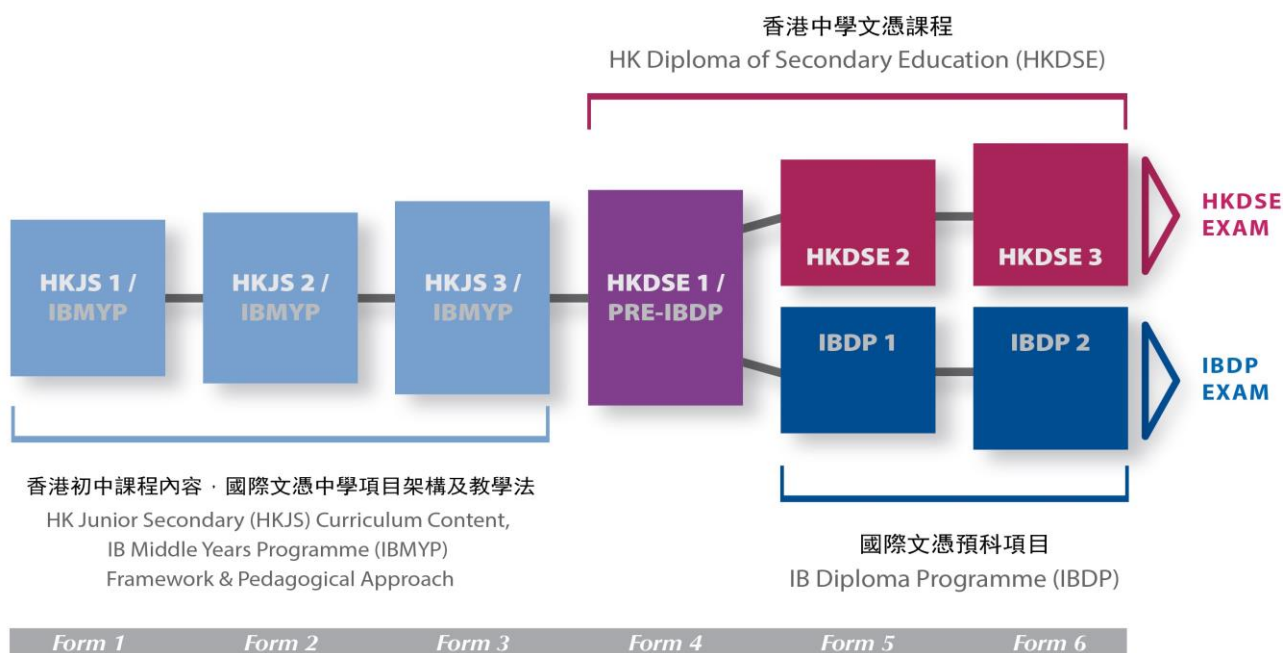 香港中學文憑課程
HK Diploma of Secondary Education (HKDSE)
HKJS 1 /
IBMYP
HKJS 2 /
IBMYP
HKJS 3 /
IBMYP
HKDSE 1 /
PRE-IBDP
HKDSE 2
HKDSE 3
HKDSE
EXAM
IBDP 1
IBDP 2
IBDP
EXAM
香港初中課程內容．國際文憑中學項目架構及教學法
HK Junior Secondary (HKJS) Curriculum Content,
IB Middle Years Programme (IBMYP)
Framework & Pedagogical Approach
國際文憑預科項目
IB Diploma Programme (IBDP)
Form 1 Form 2 Form 3 Form 4 Form 5 Form 6